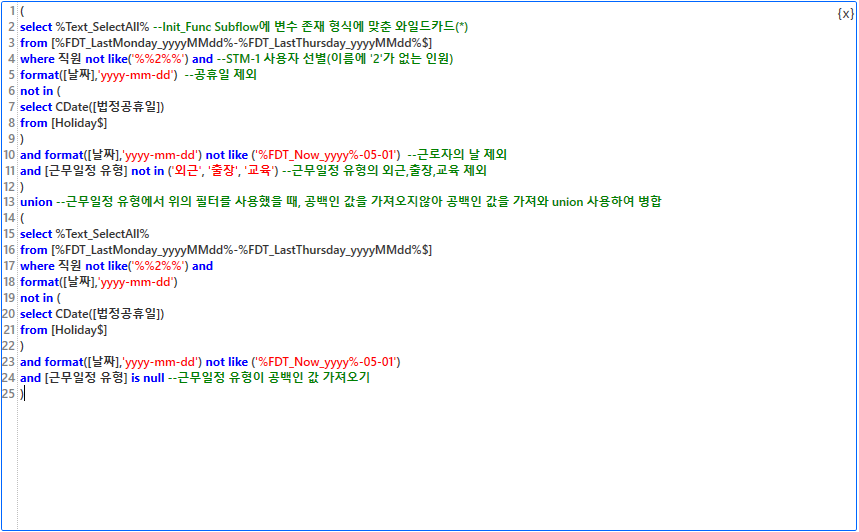 {x}
1 (
2 select %Text_SelectAll% --Init_Func Subflow에 변수 존재 형식에 맞춘 와일드카드(*)
3 from [%FDT_LastMonday_yyyyMMdd%-%FDT_LastThursday_yyyyMMdd%$]
4 where 직원 not like('%%2%%') and --STM-1 사용자 선별(이름에 '2'가 없는 인원)
5 format([날짜],'yyyy-mm-dd')  --공휴일 제외
6 not in (
7 select CDate([법정공휴일])
8 from [Holiday$]
9 )
10 and format([날짜],'yyyy-mm-dd') not like ('%FDT_Now_yyyy%-05-01')  --근로자의 날 제외
11 and [근무일정 유형] not in ('외근', '출장', '교육') --근무일정 유형의 외근,출장,교육 제외
12 )
13 union --근무일정 유형에서 위의 필터를 사용했을 때, 공백인 값을 가져오지않아 공백인 값을 가져와 union 사용하여 병합
14 (
15 select %Text_SelectAll%
16 from [%FDT_LastMonday_yyyyMMdd%-%FDT_LastThursday_yyyyMMdd%$]
17 where 직원 not like('%%2%%') and
18 format([날짜],'yyyy-mm-dd')
19 not in (
20 select CDate([법정공휴일])
21 from [Holiday$]
22 )
23 and format([날짜],'yyyy-mm-dd') not like ('%FDT_Now_yyyy%-05-01')
24 and [근무일정 유형] is null --근무일정 유형이 공백인 값 가져오기
25 )